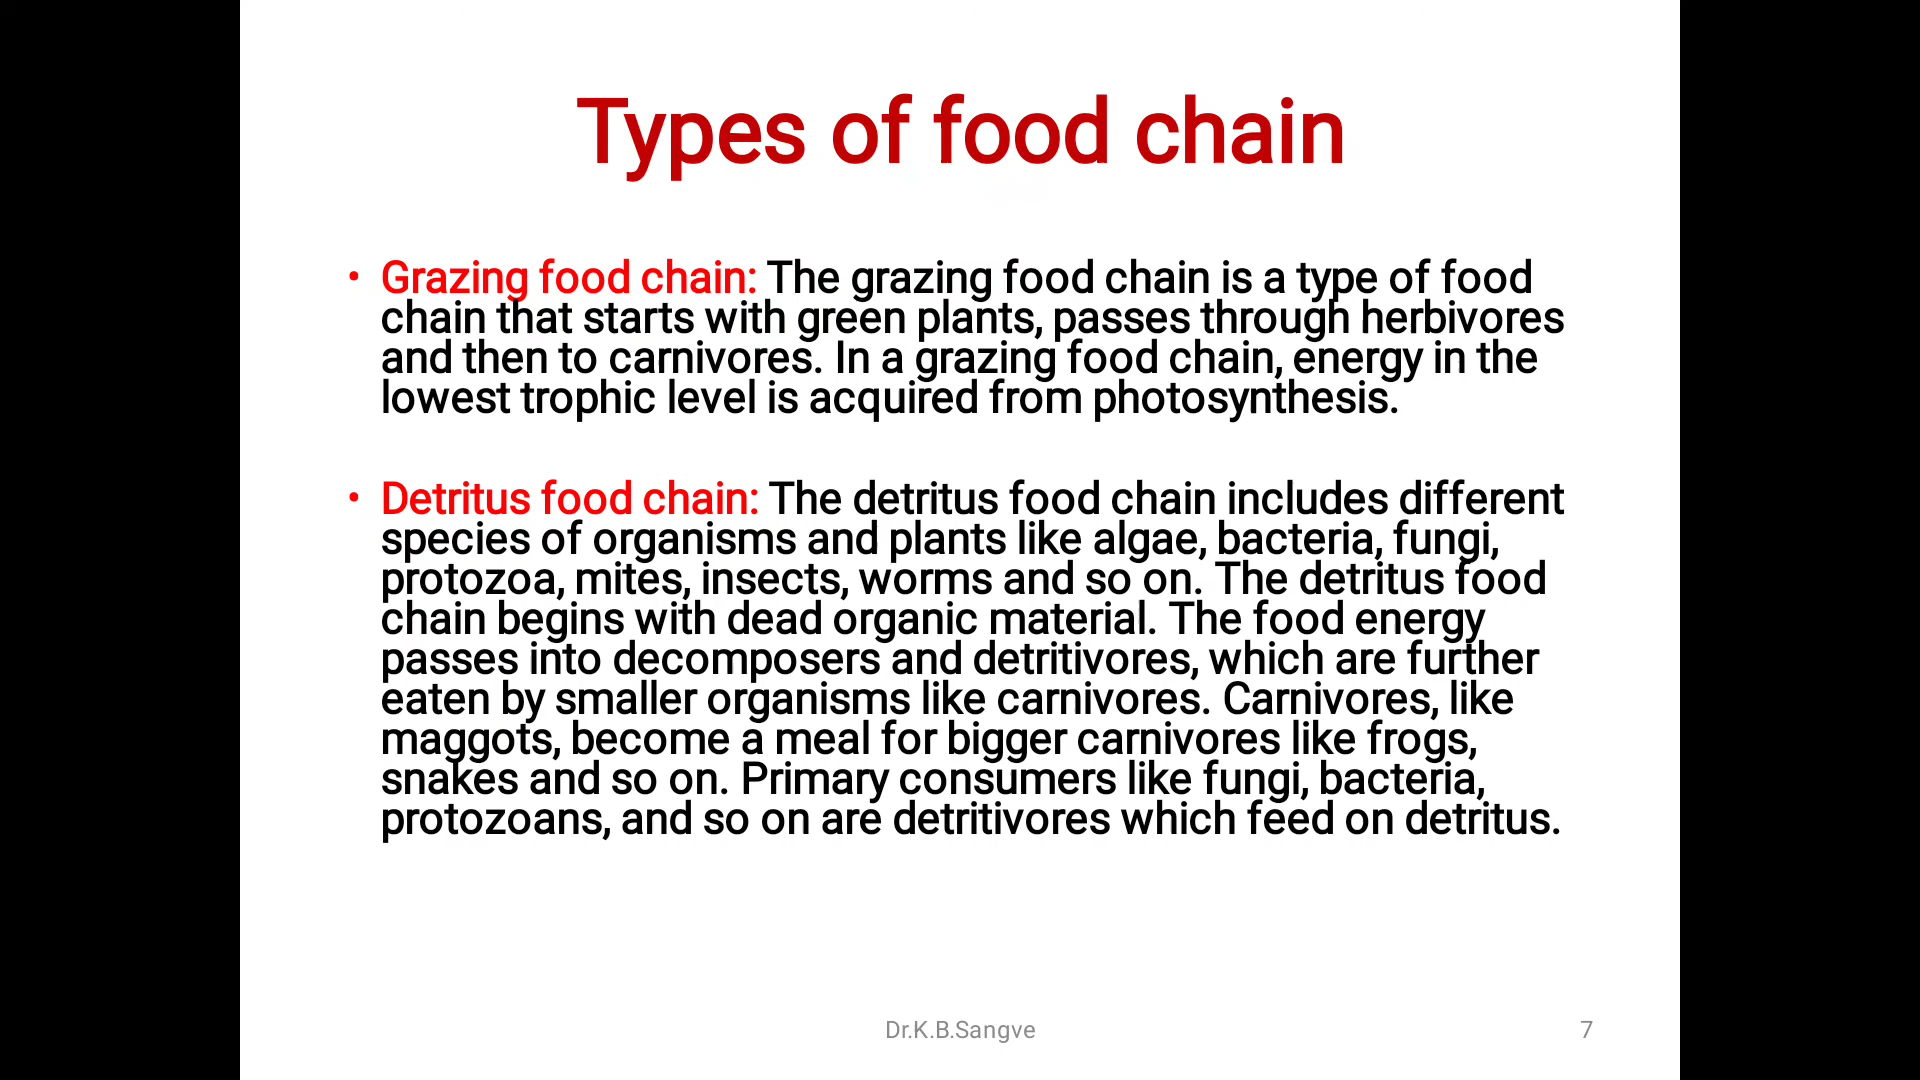 Types of food chain
• Grazing food chain: The grazing food chain is a type of food
chain that starts with green plants, passes through herbivores
and then to carnivores. In a grazing food chain, energy in the
lowest trophic level is acquired from photosynthesis.
• Detritus food chain: The detritus food chain includes different
species of organisms and plants like algae, bacteria, fungi,
protozoa, mites, insects, worms and so on. The detritus food
chain begins with dead organic material. The food energy
passes into decomposers and detritivores, which are further
eaten by smaller organisms like carnivores. Carnivores, like
maggots, become a meal for bigger carnivores like frogs,
snakes and so on. Primary consumers like fungi, bacteria,
protozoans, and so on are detritivores which feed on detritus.
Dr.K.B.Sangve
7